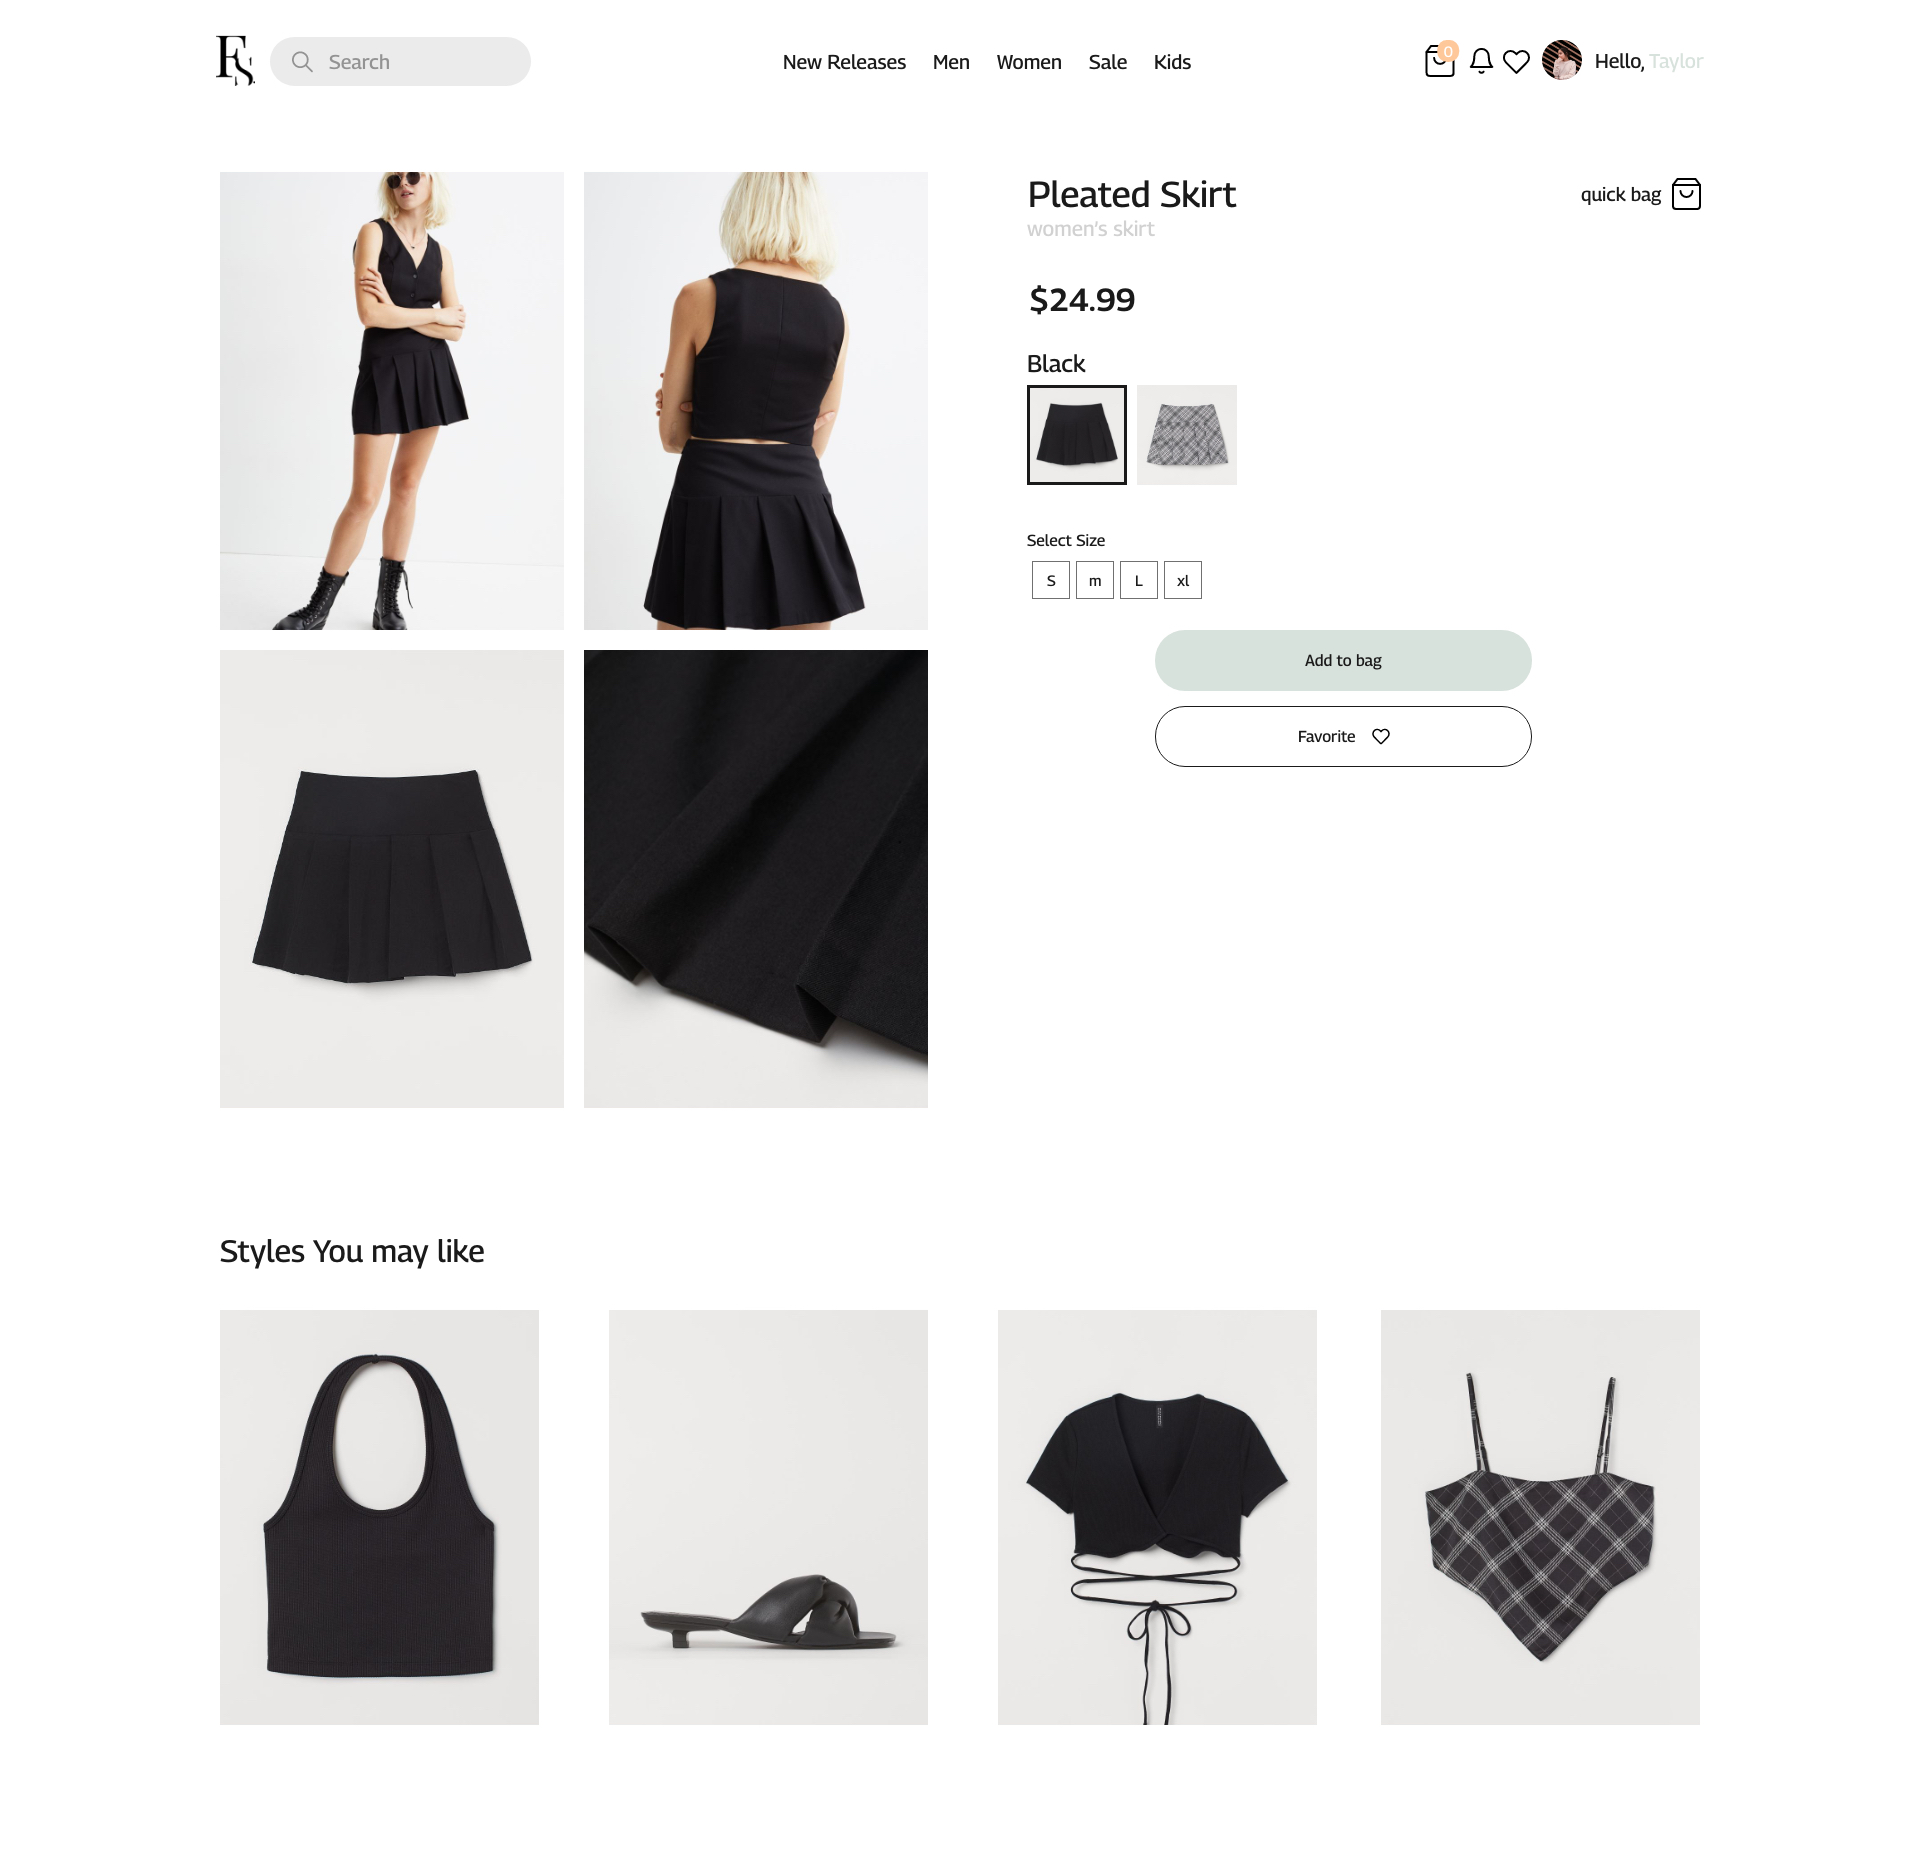 FS
Search
New Releases Men Women Sale Kids
0
Hello, Taylor
Pleated Skirt
quick bag
women's skirt
$24.99
Black
Select Size
S m L xl
Add to bag
Favorite
Styles You may like